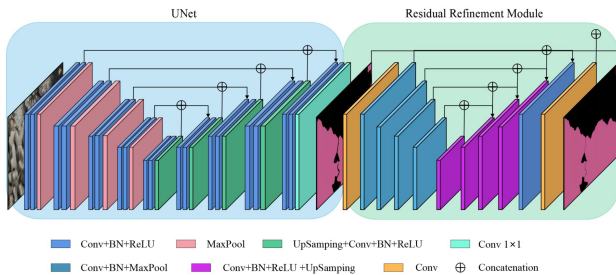 UNet
Residual Refinement Module
Conv+BN+ReLU
MaxPool
UpSamping+Conv+BN+ReLU
Conv 1×1
Conv+BN+MaxPool
Conv+BN+ReLU +UpSamping
Conv
Concatenation